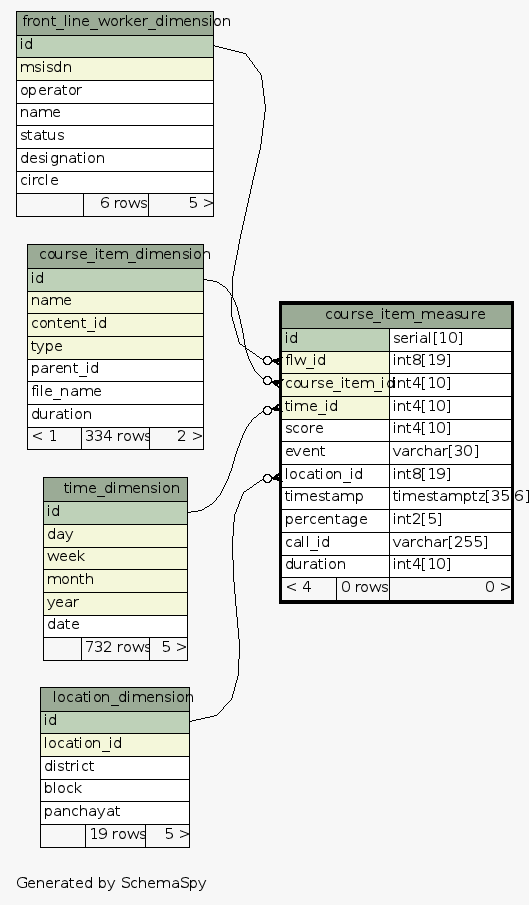 front_line_worker_dimension
id
msisdn
operator
name
status
designation
circle
6 rows 5 >
course_item_dimension
id
name
content_id
type
parent_id
file_name
duration
< 1 334 rows 2 >
time_dimension
id
day
week
month
year
date
732 rows 5 >
location_dimension
id
location_id
district
block
panchayat
19 rows 5 >
course_item_measure
id serial[10]
flw_id int8[19]
course_item_id int4[10]
time_id int4[10]
score int4[10]
event varchar[30]
location_id int8[19]
timestamp timestamptz[35,6]
percentage int2[5]
call_id varchar[255]
duration int4[10]
< 4 0 rows 0 >
Generated by SchemaSpy